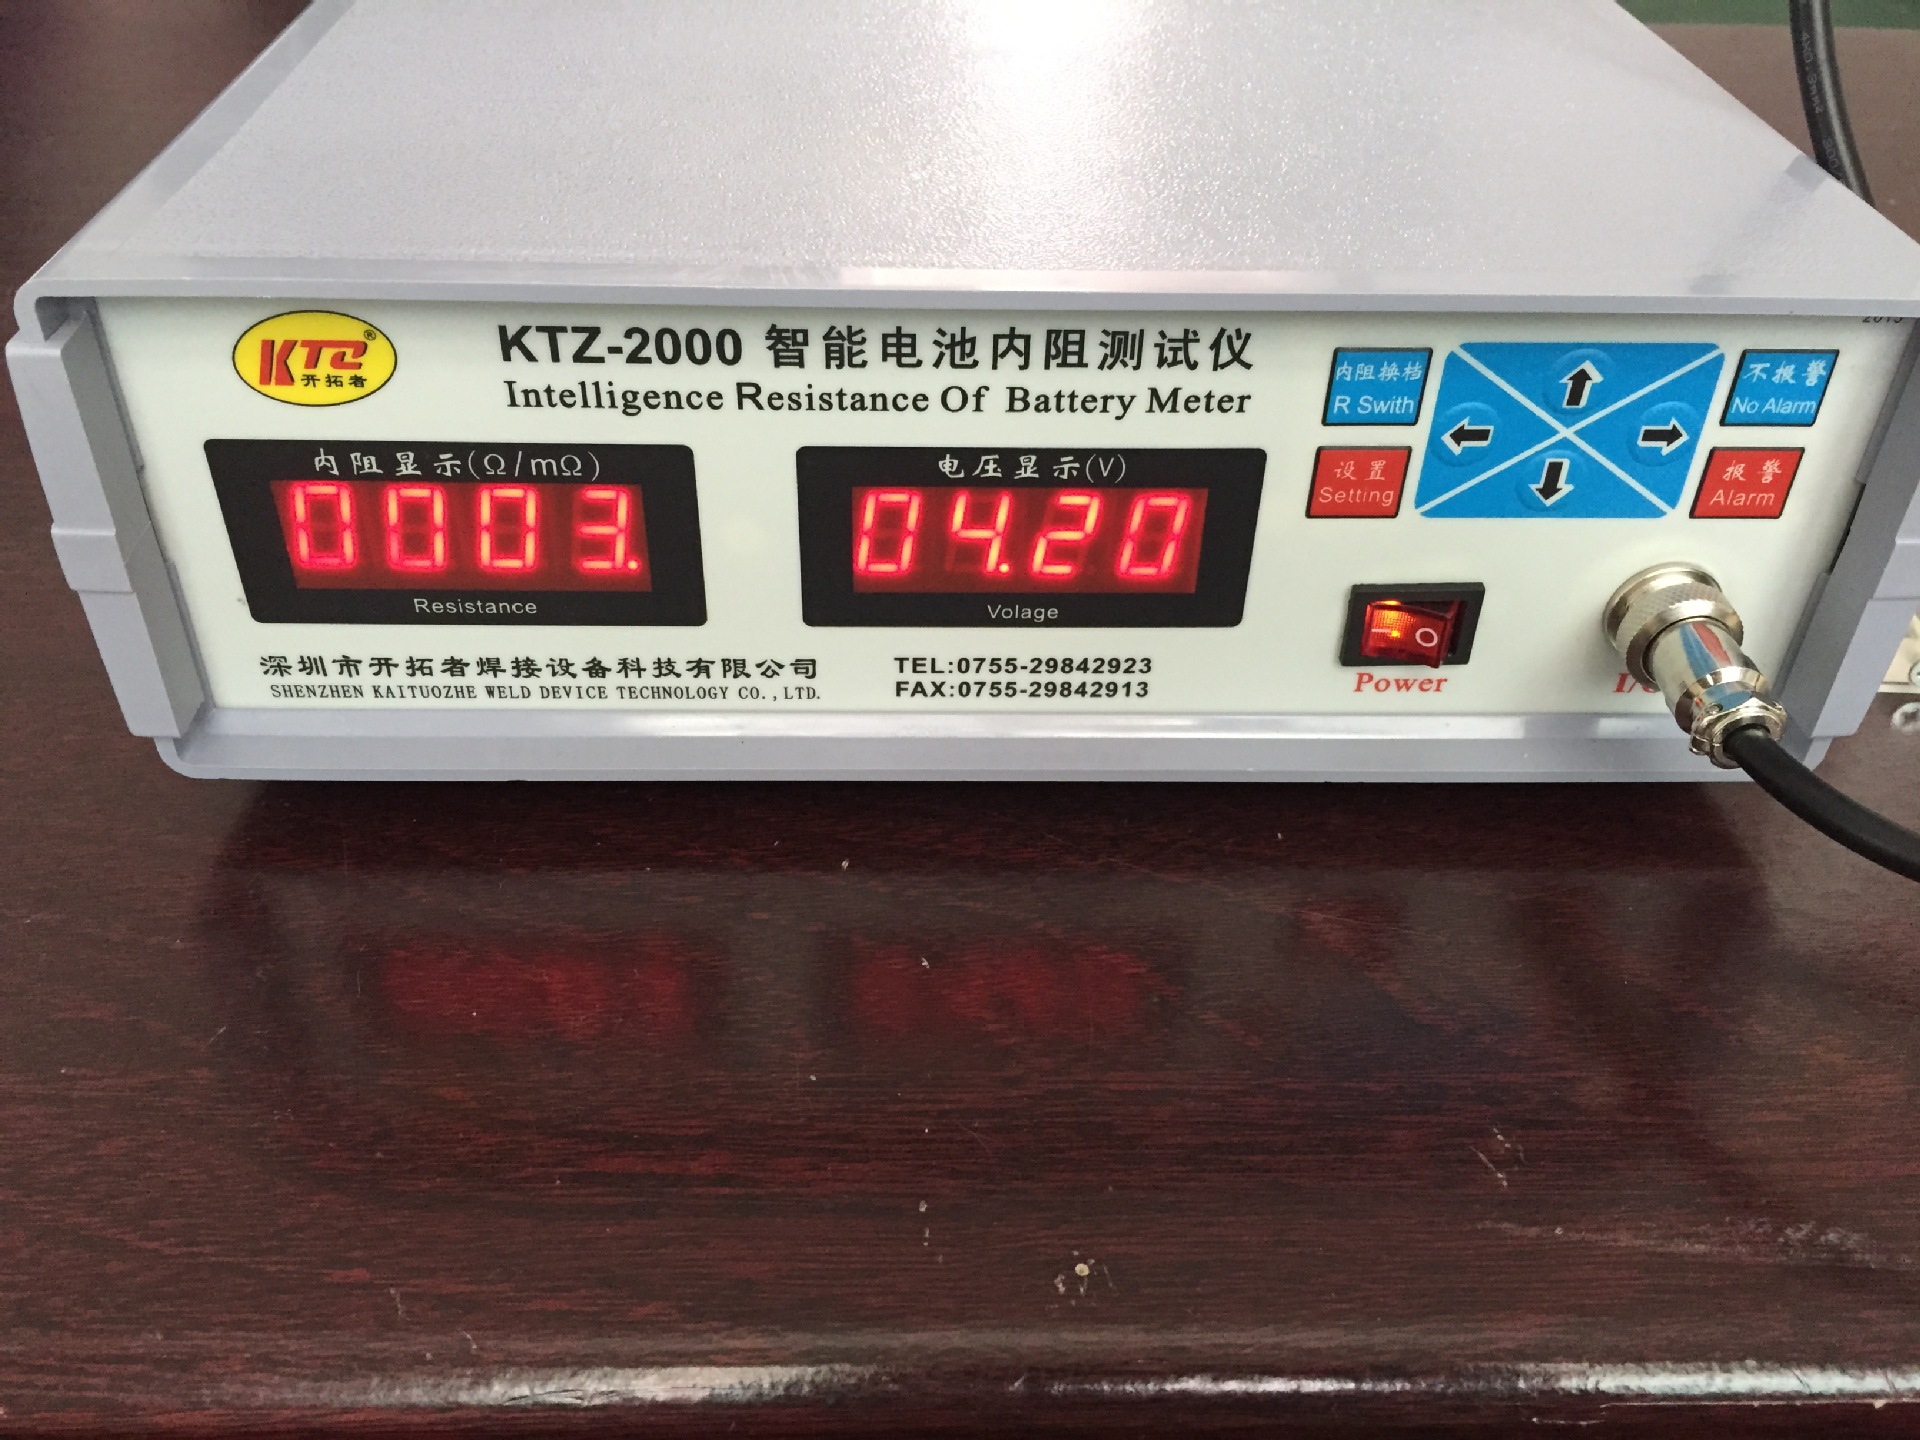 KTC®
开拓者
KTZ-2000 智能电池内阻测试仪
Intelligence Resistance Of Battery Meter
内阻显示(Ω/mΩ)
0003.
Resistance
电压显示(V)
04.20
Volage
内阻换档
R Swith
不报警
No Alarm
设置
Setting
报警
Alarm
深圳市开拓者焊接设备科技有限公司
SHENZHEN KAITUOZHE WELD DEVICE TECHNOLOGY CO.,LTD.
TEL:0755-29842923
FAX:0755-29842913
Power